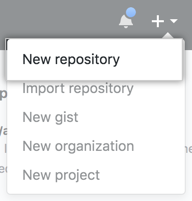 New repository
Import repository
New gist
New organization
New project